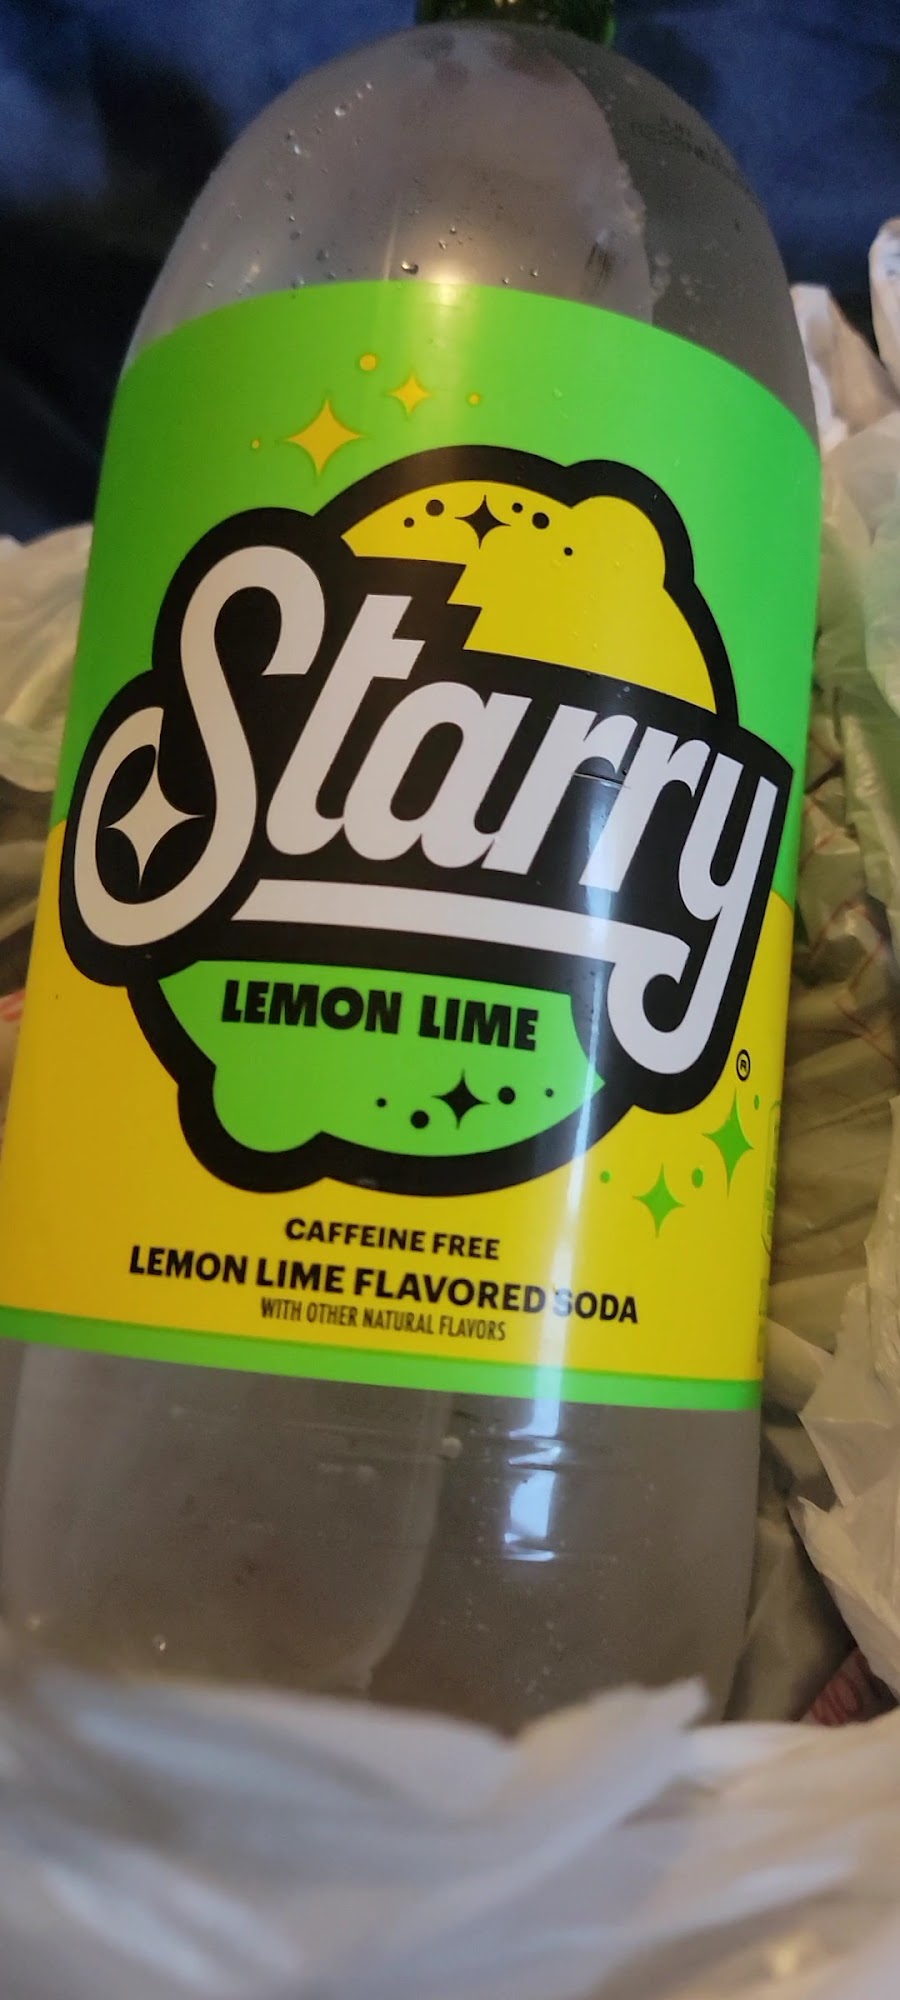 Starry
LEMON LIME
®
CAFFEINE FREE
LEMON LIME FLAVORED SODA
WITH OTHER NATURAL FLAVORS